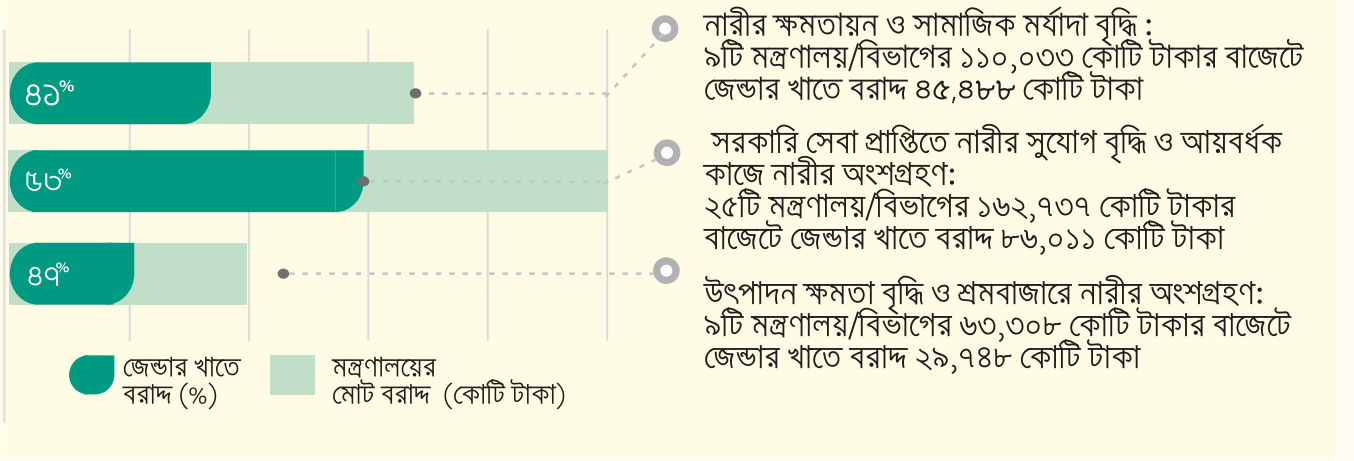 নারীর ক্ষমতায়ন ও সামাজিক মর্যাদা বৃদ্ধি :
৯টি মন্ত্রণালয়/বিভাগের ১১০,০৩৩ কোটি টাকার বাজেটে
জেন্ডার খাতে বরাদ্দ ৪৫,৪৮৮ কোটি টাকা
৪১%
সরকারি সেবা প্রাপ্তিতে নারীর সুযোগ বৃদ্ধি ও আয়বর্ধক
কাজে নারীর অংশগ্রহণ:
২৫টি মন্ত্রণালয়/বিভাগের ১৬২,৭৩৭ কোটি টাকার
বাজেটে জেন্ডার খাতে বরাদ্দ ৮৬,০১১ কোটি টাকা
৫৩%
উৎপাদন ক্ষমতা বৃদ্ধি ও শ্রমবাজারে নারীর অংশগ্রহণ:
৯টি মন্ত্রণালয়/বিভাগের ৬৩,৩০৮ কোটি টাকার বাজেটে
জেন্ডার খাতে বরাদ্দ ২৯,৭৪৮ কোটি টাকা
৪৭%
জেন্ডার খাতে
বরাদ্দ (%)
মন্ত্রণালয়ের
মোট বরাদ্দ (কোটি টাকা)